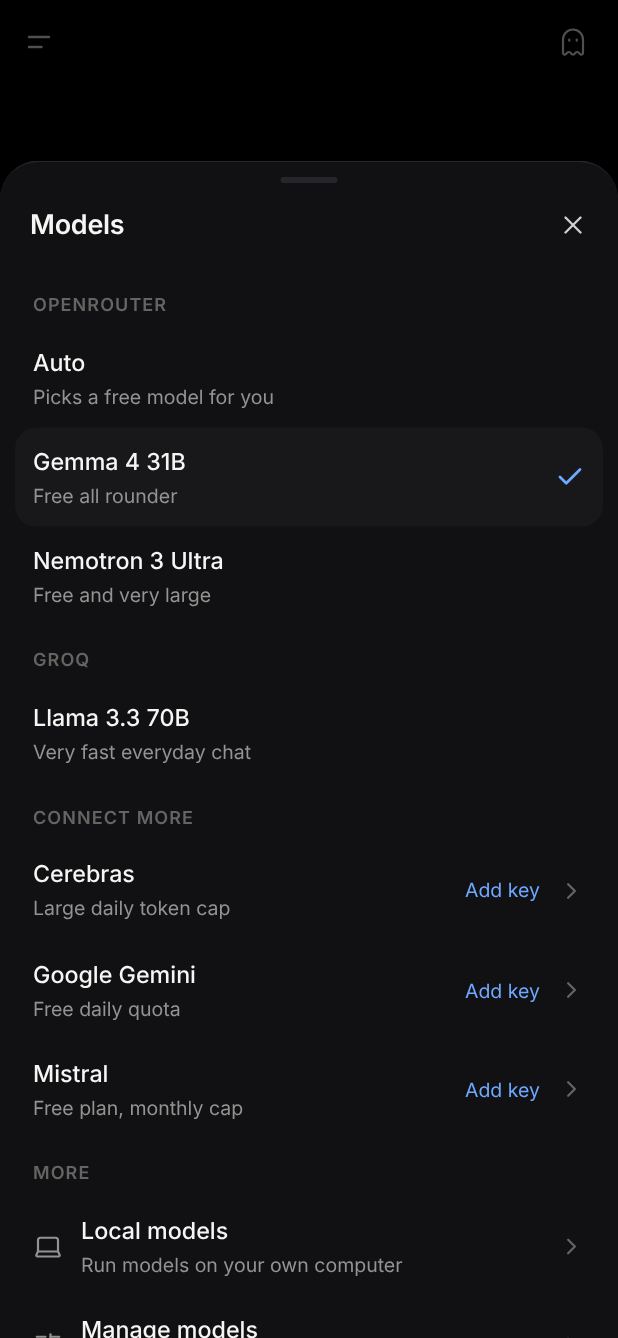 Models
OPENROUTER
Auto
Picks a free model for you
Gemma 4 31B
Free all rounder
Nemotron 3 Ultra
Free and very large
GROQ
Llama 3.3 70B
Very fast everyday chat
CONNECT MORE
Cerebras
Large daily token cap
Add key
Google Gemini
Free daily quota
Add key
Mistral
Free plan, monthly cap
Add key
MORE
Local models
Run models on your own computer
Manage models